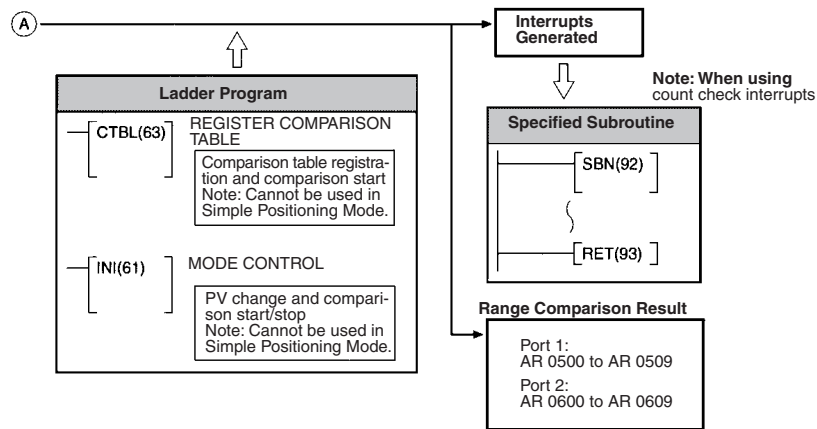 A
Interrupts
Generated
Note: When using
count check interrupts
Ladder Program
CTBL(63)
REGISTER COMPARISON
TABLE
Comparison table registra-
tion and comparison start
Note: Cannot be used in
Simple Positioning Mode.
INI(61)
MODE CONTROL
PV change and compari-
son start/stop
Note: Cannot be used in
Simple Positioning Mode.
Specified Subroutine
SBN(92)
RET(93)
Range Comparison Result
Port 1:
AR 0500 to AR 0509
Port 2:
AR 0600 to AR 0609